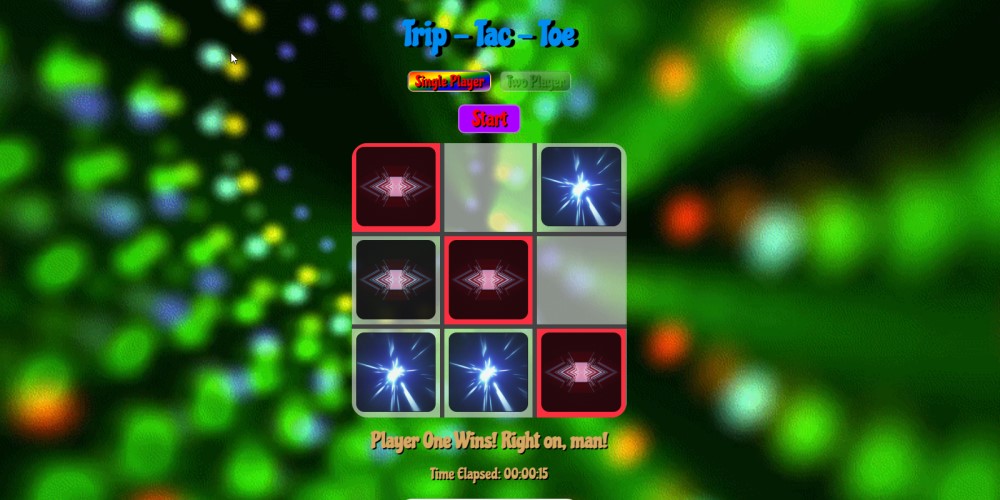 Trip - Tac - Toe
Single Player Two Player
Start
Player One Wins! Right on, man!
Time Elapsed: 00:00:15